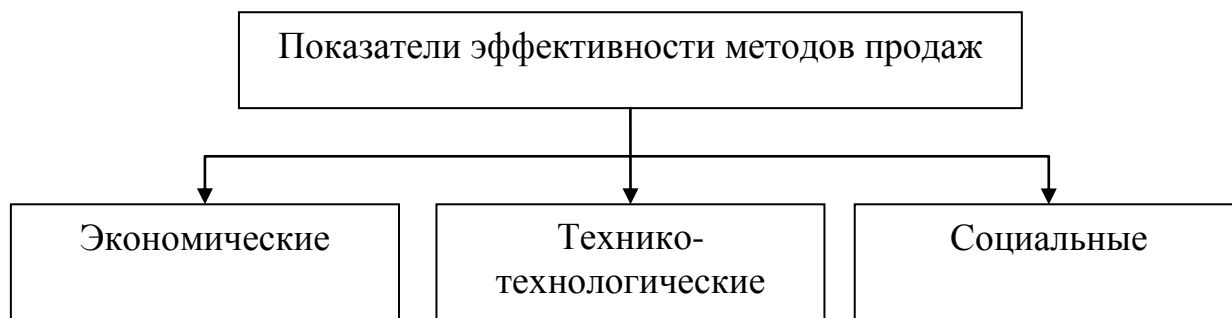 Показатели эффективности методов продаж
Экономические
Технико-
технологические
Социальные